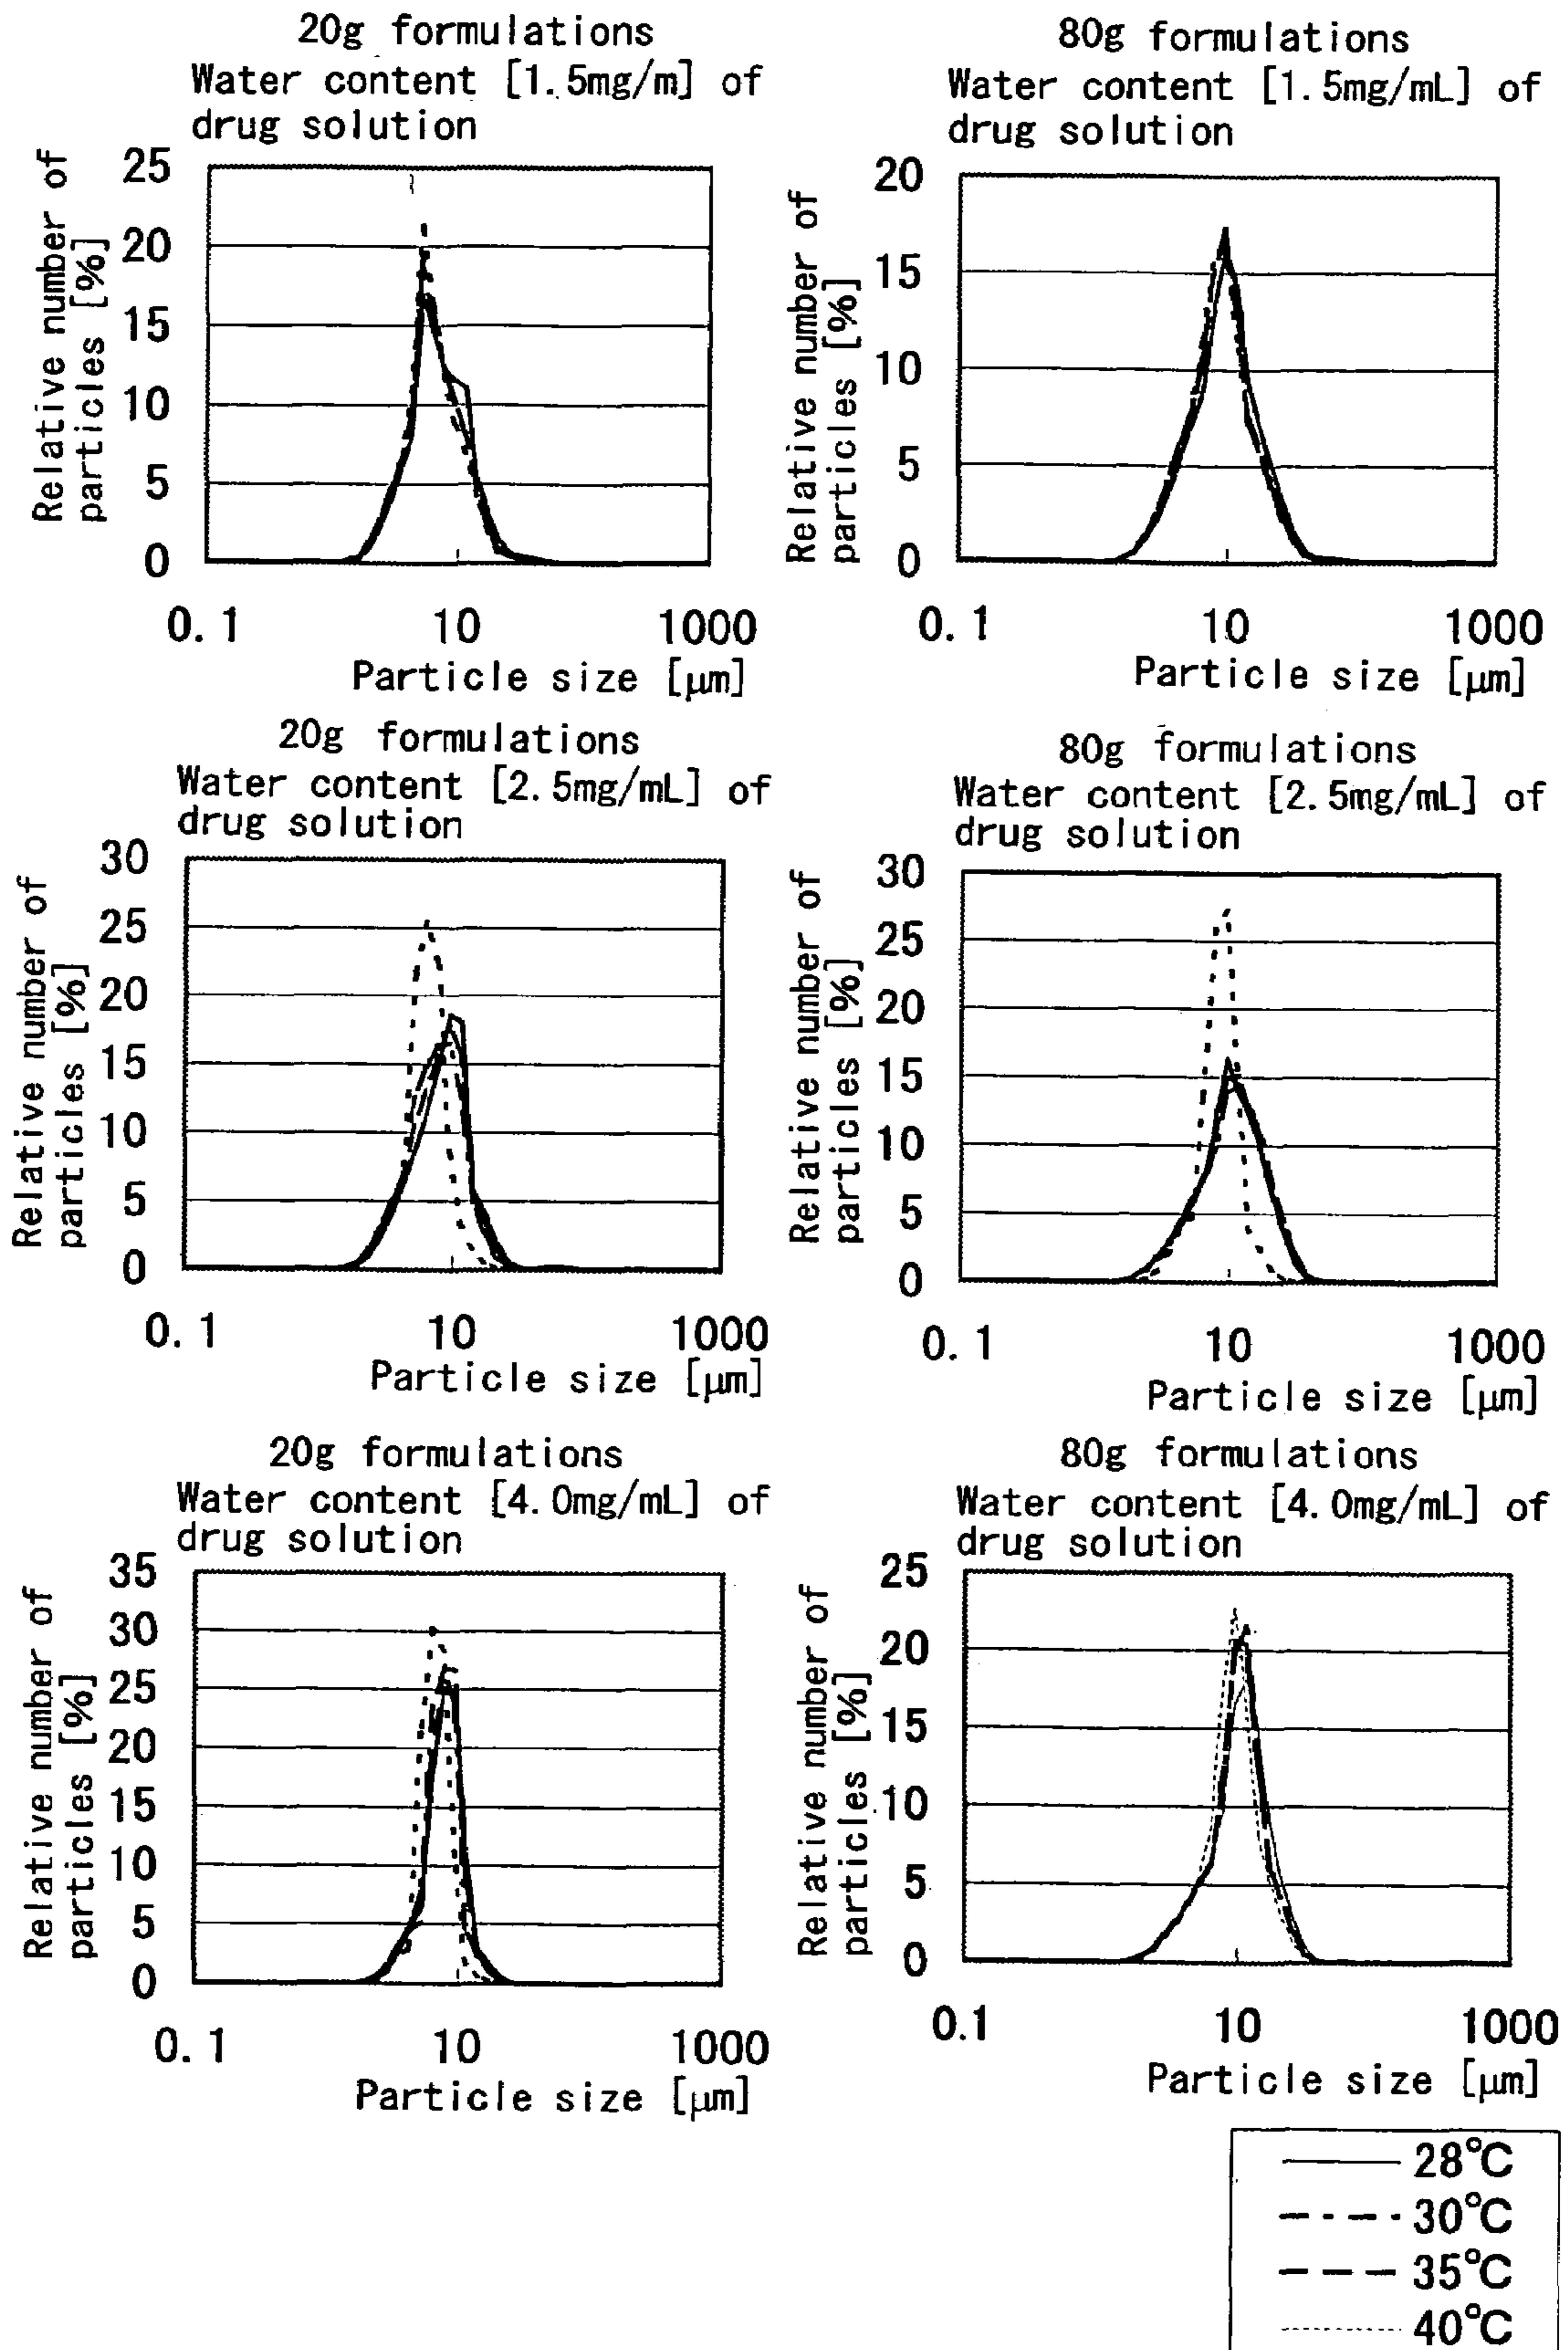 20g formulations
Water content [1.5mg/m] of
drug solution
Relative number of
particles [%]
25
20
15
10
5
0
0.1 10 1000
Particle size [μm]
80g formulations
Water content [1.5mg/mL] of
drug solution
Relative number of
particles [%]
20
15
10
5
0
0.1 10 1000
Particle size [μm]
20g formulations
Water content [2.5mg/mL] of
drug solution
Relative number of
particles [%]
30
25
20
15
10
5
0
0.1 10 1000
Particle size [μm]
80g formulations
Water content [2.5mg/mL] of
drug solution
Relative number of
particles [%]
30
25
20
15
10
5
0
0.1 10 1000
Particle size [μm]
20g formulations
Water content [4.0mg/mL] of
drug solution
Relative number of
particles [%]
35
30
25
20
15
10
5
0
0.1 10 1000
Particle size [μm]
80g formulations
Water content [4.0mg/mL] of
drug solution
Relative number of
particles [%]
25
20
15
10
5
0
0.1 10 1000
Particle size [μm]
28°C
30°C
35°C
40°C